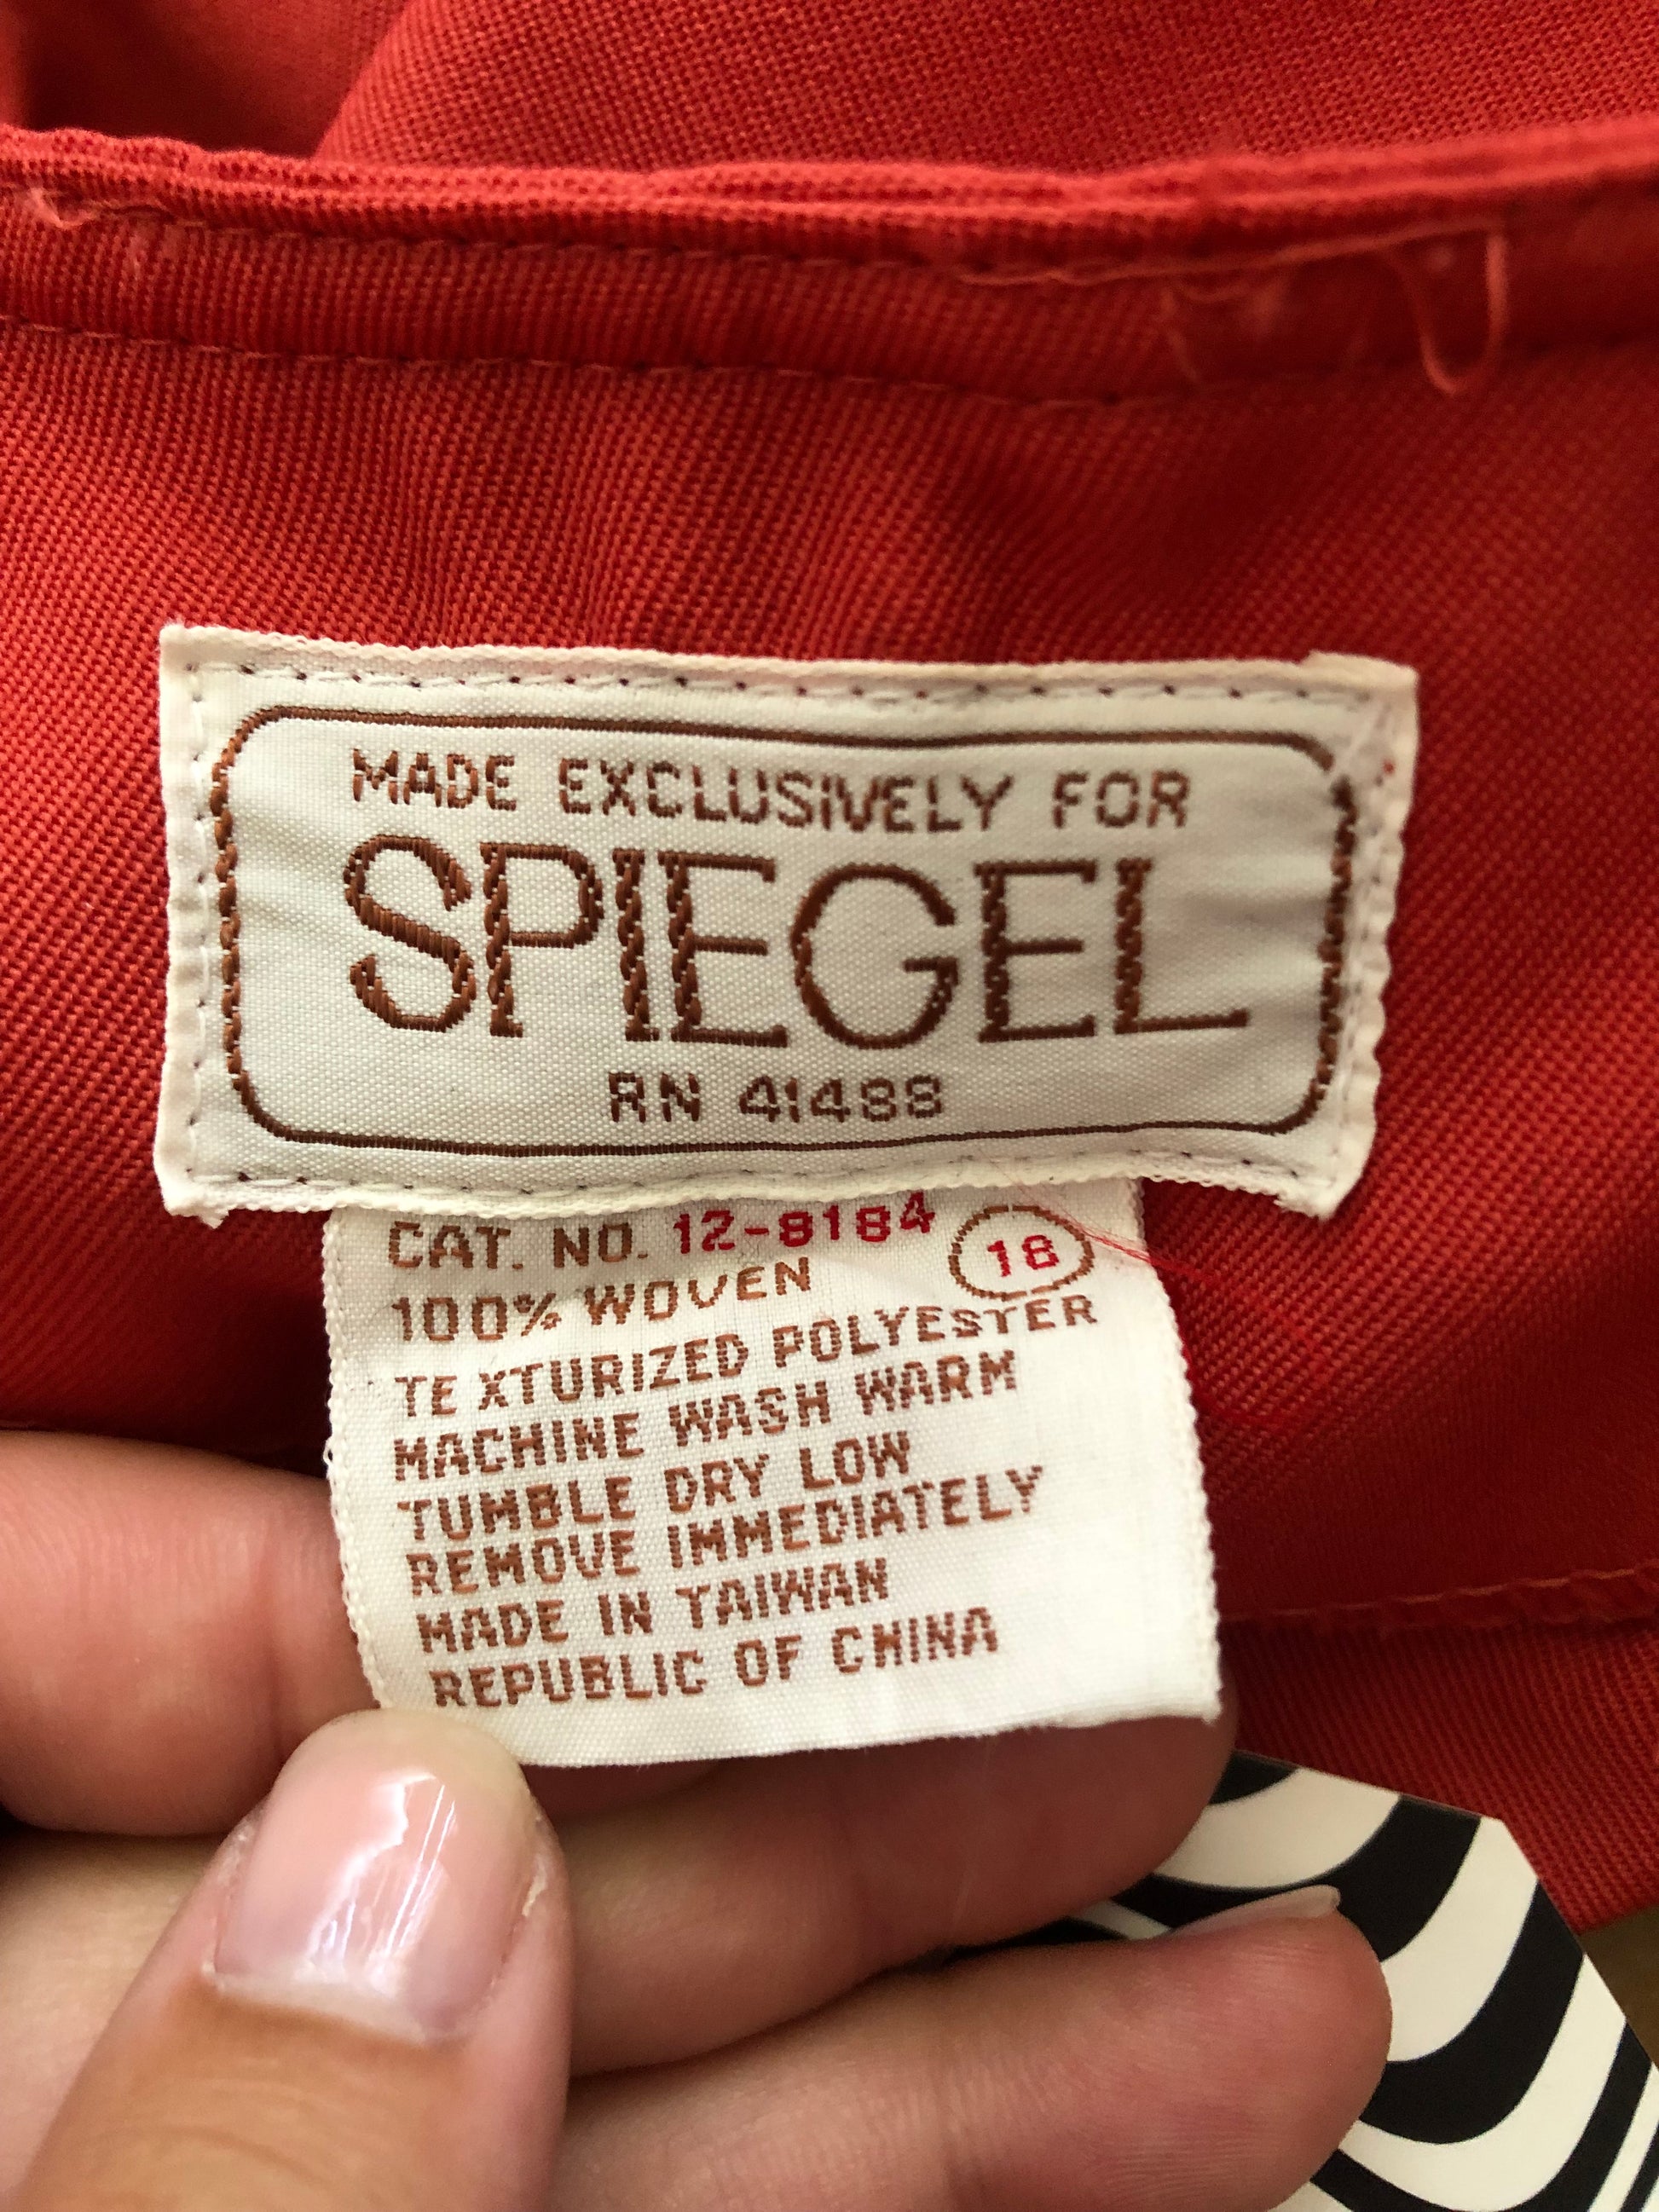 MADE EXCLUSIVELY FOR
SPIEGEL
RN 41488
CAT. NO. 12-8184
100% WOVEN 18
TEXTURIZED POLYESTER
MACHINE WASH WARM
TUMBLE DRY LOW
REMOVE IMMEDIATELY
MADE IN TAIWAN
REPUBLIC OF CHINA